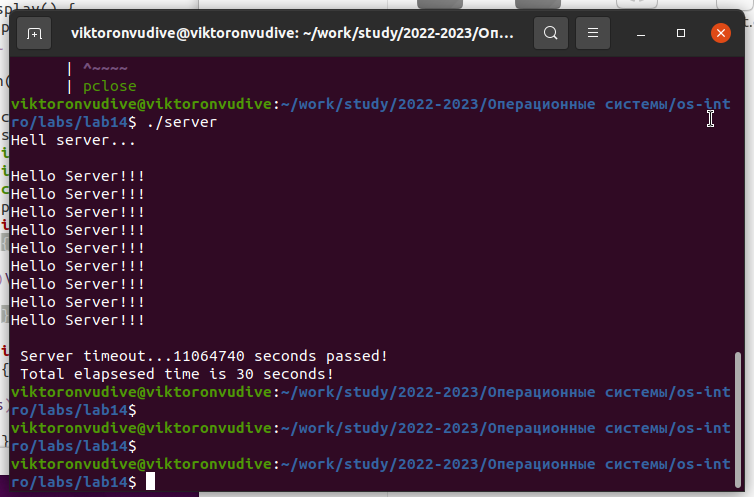 viktoronvudive@viktoronvudive: ~/work/study/2022-2023/Оп...
| ^~~~~
| pclose
viktoronvudive@viktoronvudive:~/work/study/2022-2023/Операционные системы/os-int
ro/labs/lab14$ ./server
Hell server...
Hello Server!!!
Hello Server!!!
Hello Server!!!
Hello Server!!!
Hello Server!!!
Hello Server!!!
Hello Server!!!
Hello Server!!!
Hello Server!!!
Server timeout...11064740 seconds passed!
Total elapsesed time is 30 seconds!
viktoronvudive@viktoronvudive:~/work/study/2022-2023/Операционные системы/os-int
ro/labs/lab14$
viktoronvudive@viktoronvudive:~/work/study/2022-2023/Операционные системы/os-int
ro/labs/lab14$
viktoronvudive@viktoronvudive:~/work/study/2022-2023/Операционные системы/os-int
ro/labs/lab14$